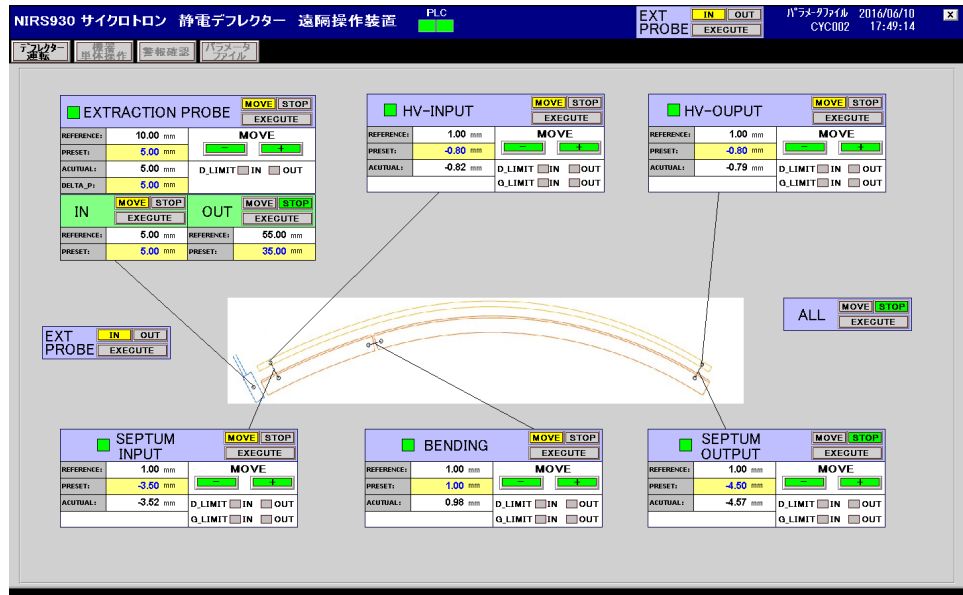 NIRS930 サイクロトロン 静電デフレクター 遠隔操作装置
PLC
EXT PROBE IN OUT EXECUTE
パラメータファイル 2016/06/10
CYC002 17:49:14
デフレクター 運転
機器 単体操作
警報確認
パラメータ ファイル
EXTRACTION PROBE MOVE STOP
EXECUTE
REFERENCE: 10.00 mm MOVE
PRESET: 5.00 mm - +
ACUTUAL: 5.00 mm D_LIMIT IN OUT
DELTA_P: 5.00 mm
IN MOVE STOP EXECUTE
OUT MOVE STOP EXECUTE
REFERENCE: 5.00 mm REFERENCE: 55.00 mm
PRESET: 5.00 mm PRESET: 35.00 mm
HV-INPUT MOVE STOP
EXECUTE
REFERENCE: 1.00 mm MOVE
PRESET: -0.80 mm - +
ACUTUAL: -0.82 mm D_LIMIT IN OUT
G_LIMIT IN OUT
HV-OUPUT MOVE STOP
EXECUTE
REFERENCE: 1.00 mm MOVE
PRESET: -0.80 mm - +
ACUTUAL: -0.79 mm D_LIMIT IN OUT
G_LIMIT IN OUT
EXT PROBE IN OUT
EXECUTE
ALL MOVE STOP
EXECUTE
SEPTUM INPUT MOVE STOP
EXECUTE
REFERENCE: 1.00 mm MOVE
PRESET: -3.50 mm - +
ACUTUAL: -3.52 mm D_LIMIT IN OUT
G_LIMIT IN OUT
BENDING MOVE STOP
EXECUTE
REFERENCE: 1.00 mm MOVE
PRESET: 1.00 mm - +
ACUTUAL: 0.98 mm D_LIMIT IN OUT
G_LIMIT IN OUT
SEPTUM OUTPUT MOVE STOP
EXECUTE
REFERENCE: 1.00 mm MOVE
PRESET: -4.50 mm - +
ACUTUAL: -4.57 mm D_LIMIT IN OUT
G_LIMIT IN OUT